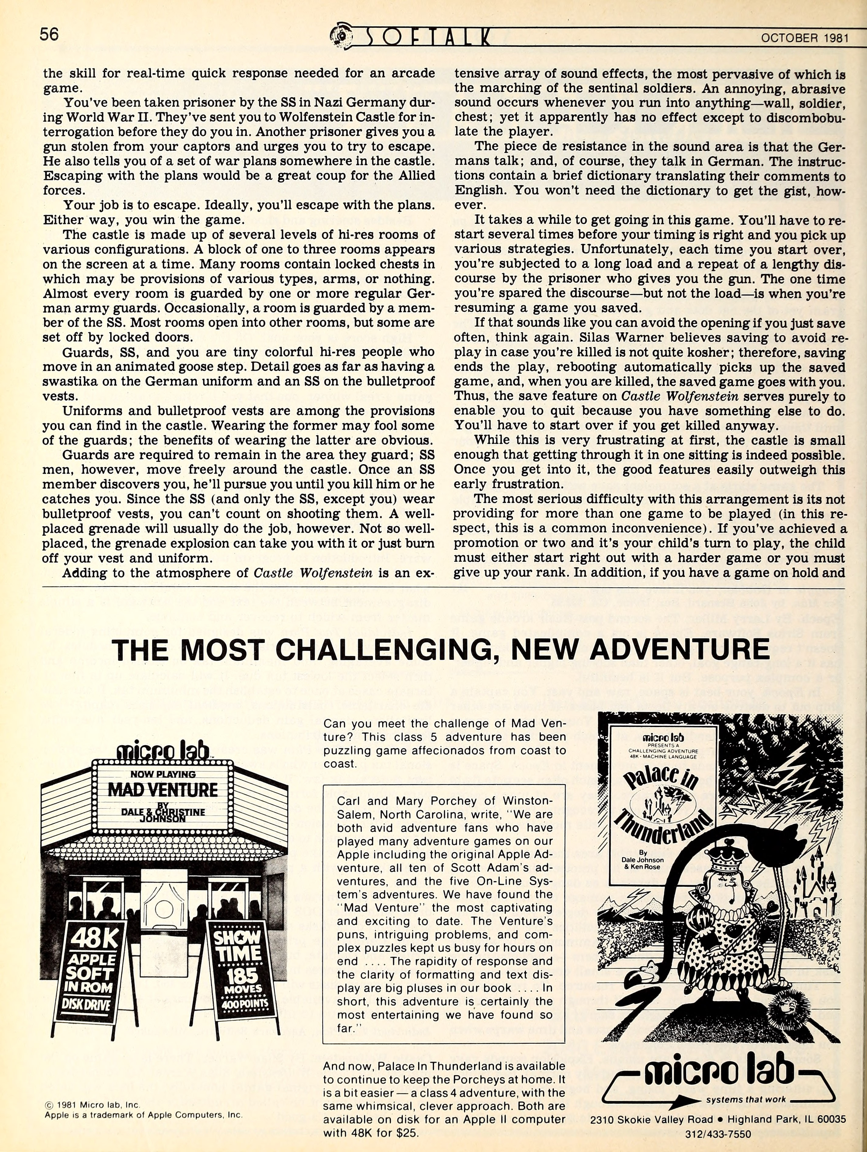 56
SOFTALK
OCTOBER 1981
the skill for real-time quick response needed for an arcade
game.
You've been taken prisoner by the SS in Nazi Germany dur-
ing World War II. They've sent you to Wolfenstein Castle for in-
terrogation before they do you in. Another prisoner gives you a
gun stolen from your captors and urges you to try to escape.
He also tells you of a set of war plans somewhere in the castle.
Escaping with the plans would be a great coup for the Allied
forces.
Your job is to escape. Ideally, you'll escape with the plans.
Either way, you win the game.
The castle is made up of several levels of hi-res rooms of
various configurations. A block of one to three rooms appears
on the screen at a time. Many rooms contain locked chests in
which may be provisions of various types, arms, or nothing.
Almost every room is guarded by one or more regular Ger-
man army guards. Occasionally, a room is guarded by a mem-
ber of the SS. Most rooms open into other rooms, but some are
set off by locked doors.
Guards, SS, and you are tiny colorful hi-res people who
move in an animated goose step. Detail goes as far as having a
swastika on the German uniform and an SS on the bulletproof
vests.
Uniforms and bulletproof vests are among the provisions
you can find in the castle. Wearing the former may fool some
of the guards; the benefits of wearing the latter are obvious.
Guards are required to remain in the area they guard; SS
men, however, move freely around the castle. Once an SS
member discovers you, he'll pursue you until you kill him or he
catches you. Since the SS (and only the SS, except you) wear
bulletproof vests, you can't count on shooting them. A well-
placed grenade will usually do the job, however. Not so well-
placed, the grenade explosion can take you with it or just burn
off your vest and uniform.
Adding to the atmosphere of Castle Wolfenstein is an ex-
tensive array of sound effects, the most pervasive of which is
the marching of the sentinal soldiers. An annoying, abrasive
sound occurs whenever you run into anything—wall, soldier,
chest; yet it apparently has no effect except to discombobu-
late the player.
The piece de resistance in the sound area is that the Ger-
mans talk; and, of course, they talk in German. The instruc-
tions contain a brief dictionary translating their comments to
English. You won't need the dictionary to get the gist, how-
ever.
It takes a while to get going in this game. You'll have to re-
start several times before your timing is right and you pick up
various strategies. Unfortunately, each time you start over,
you're subjected to a long load and a repeat of a lengthy dis-
course by the prisoner who gives you the gun. The one time
you're spared the discourse—but not the load—is when you're
resuming a game you saved.
If that sounds like you can avoid the opening if you just save
often, think again. Silas Warner believes saving to avoid re-
play in case you're killed is not quite kosher; therefore, saving
ends the play, rebooting automatically picks up the saved
game, and, when you are killed, the saved game goes with you.
Thus, the save feature on Castle Wolfenstein serves purely to
enable you to quit because you have something else to do.
You'll have to start over if you get killed anyway.
While this is very frustrating at first, the castle is small
enough that getting through it in one sitting is indeed possible.
Once you get into it, the good features easily outweigh this
early frustration.
The most serious difficulty with this arrangement is its not
providing for more than one game to be played (in this re-
spect, this is a common inconvenience). If you've achieved a
promotion or two and it's your child's turn to play, the child
must either start right out with a harder game or you must
give up your rank. In addition, if you have a game on hold and
THE MOST CHALLENGING, NEW ADVENTURE
micro lab
NOW PLAYING
MAD VENTURE
BY
DALE & CHRISTINE
JOHNSON
48K
APPLE
SOFT
IN ROM
DISK DRIVE
SHOW
TIME
185
MOVES
400 POINTS
© 1981 Micro lab, Inc.
Apple is a trademark of Apple Computers, Inc.
Can you meet the challenge of Mad Ven-
ture? This class 5 adventure has been
puzzling game affecionados from coast to
coast.
Carl and Mary Porchey of Winston-
Salem, North Carolina, write, "We are
both avid adventure fans who have
played many adventure games on our
Apple including the original Apple Ad-
venture, all ten of Scott Adam's ad-
ventures, and the five On-Line Sys-
tem's adventures. We have found the
"Mad Venture" the most captivating
and exciting to date. The Venture's
puns, intriguing problems, and com-
plex puzzles kept us busy for hours on
end .... The rapidity of response and
the clarity of formatting and text dis-
play are big pluses in our book .... In
short, this adventure is certainly the
most entertaining we have found so
far."
And now, Palace In Thunderland is available
to continue to keep the Porcheys at home. It
is a bit easier — a class 4 adventure, with the
same whimsical, clever approach. Both are
available on disk for an Apple II computer
with 48K for $25.
micro lab
PRESENTS A
CHALLENGING ADVENTURE
48K - MACHINE LANGUAGE
Palace in
Thunderland
By
Dale Johnson
& Ken Rose
micro lab
systems that work
2310 Skokie Valley Road • Highland Park, IL 60035
312/433-7550